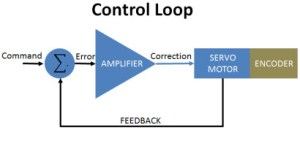 Control Loop
Command
Error
AMPLIFIER
Correction
SERVO
MOTOR
ENCODER
Σ
FEEDBACK